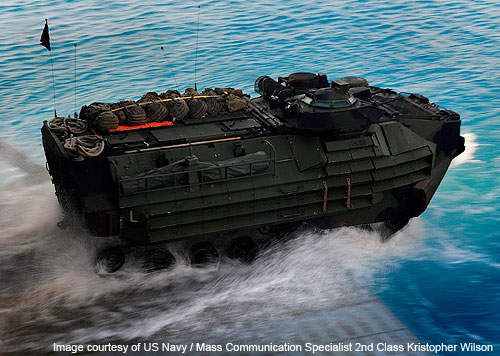 Image courtesy of US Navy / Mass Communication Specialist 2nd Class Kristopher Wilson